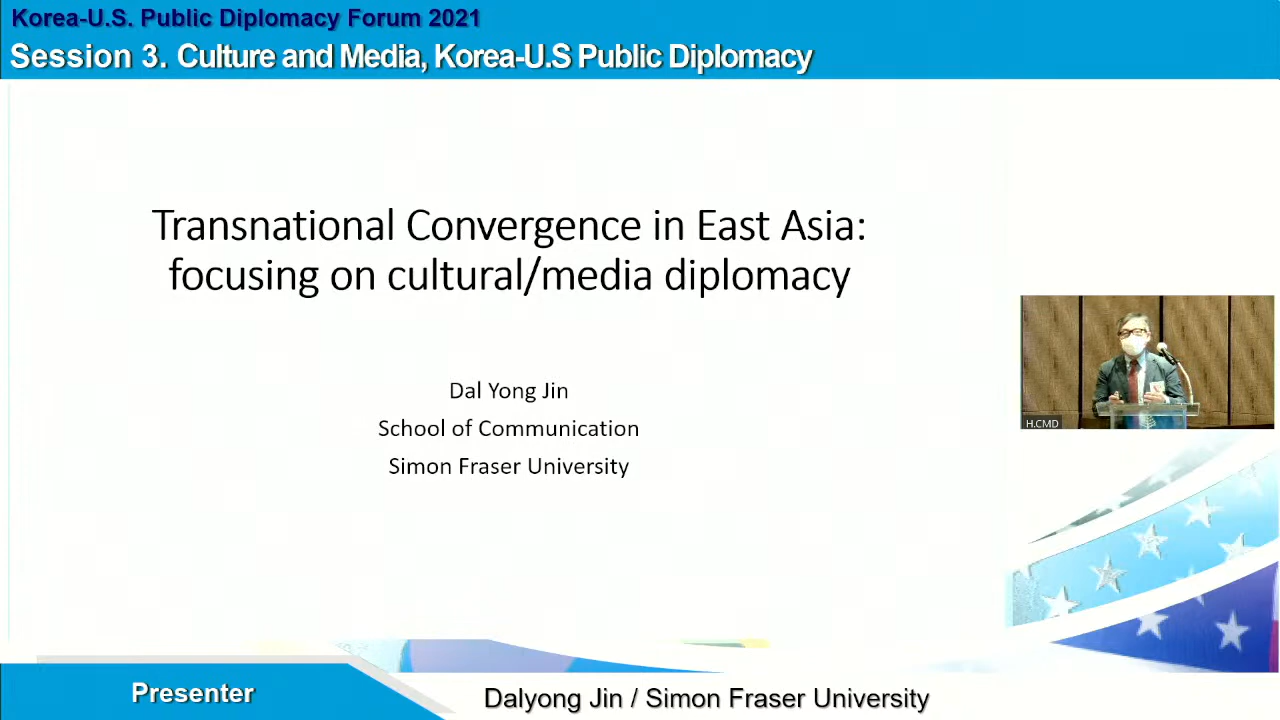 Korea-U.S. Public Diplomacy Forum 2021
Session 3. Culture and Media, Korea-U.S Public Diplomacy
Transnational Convergence in East Asia:
focusing on cultural/media diplomacy
Dal Yong Jin
School of Communication
Simon Fraser University
H.CMD
Presenter
Dalyong Jin / Simon Fraser University